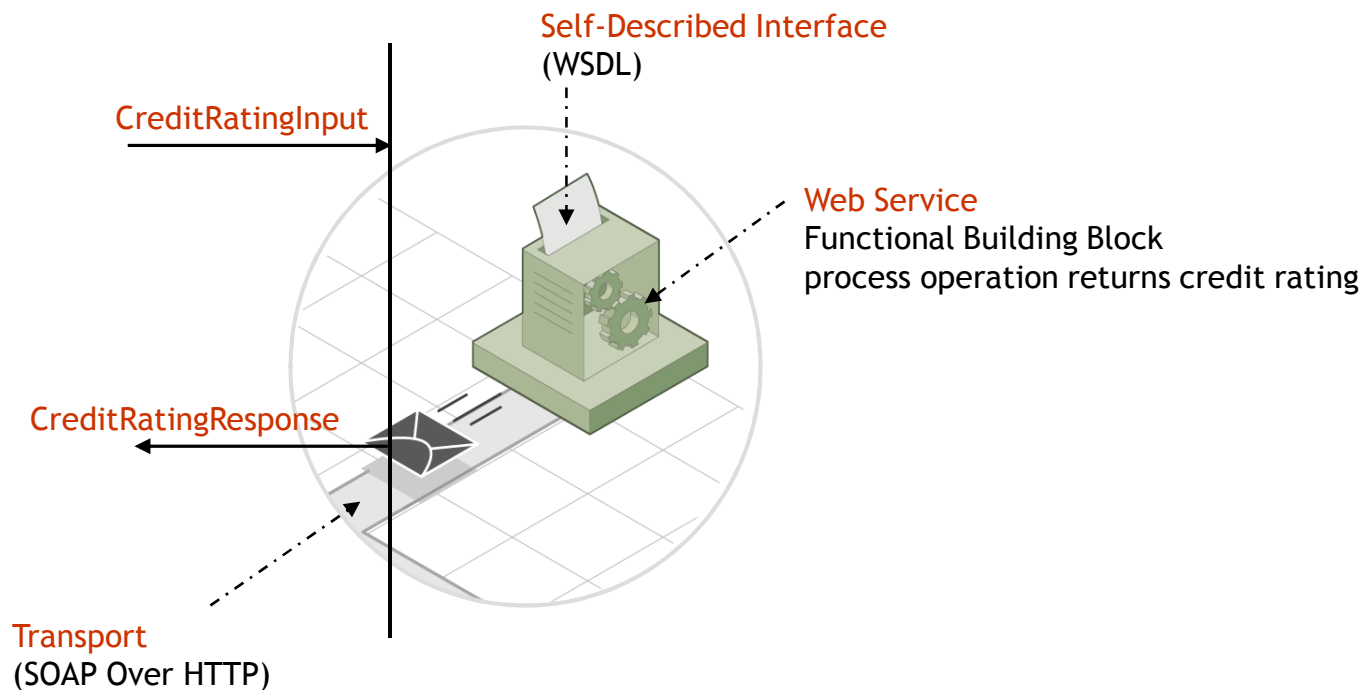 Self-Described Interface
(WSDL)
CreditRatingInput
Web Service
Functional Building Block
process operation returns credit rating
CreditRatingResponse
Transport
(SOAP Over HTTP)